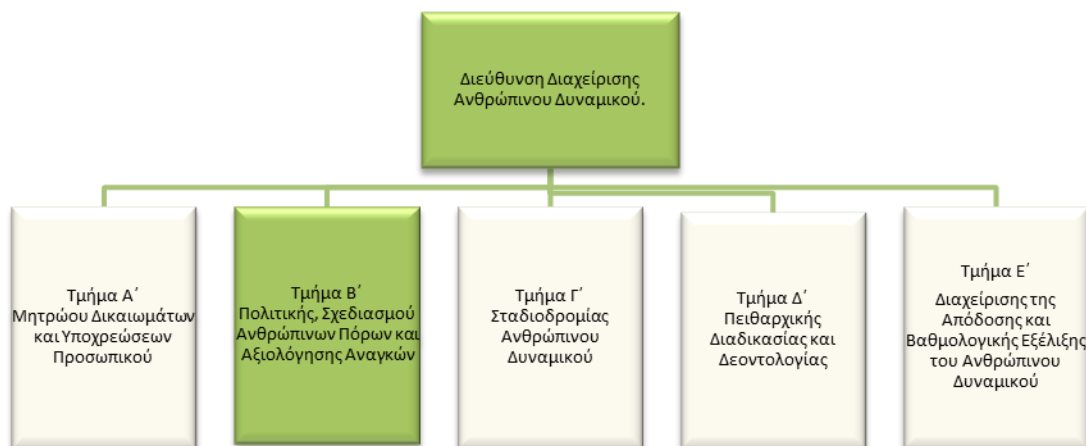 Διεύθυνση Διαχείρισης
Ανθρώπινου Δυναμικού.
Τμήμα Α΄
Μητρώου Δικαιωμάτων
και Υποχρεώσεων
Προσωπικού
Τμήμα Β΄
Πολιτικής, Σχεδιασμού
Ανθρώπινων Πόρων και
Αξιολόγησης Αναγκών
Τμήμα Γ΄
Σταδιοδρομίας
Ανθρώπινου
Δυναμικού
Τμήμα Δ΄
Πειθαρχικής
Διαδικασίας και
Δεοντολογίας
Τμήμα Ε΄
Διαχείρισης της
Απόδοσης και
Βαθμολογικής Εξέλιξης
του Ανθρώπινου
Δυναμικού